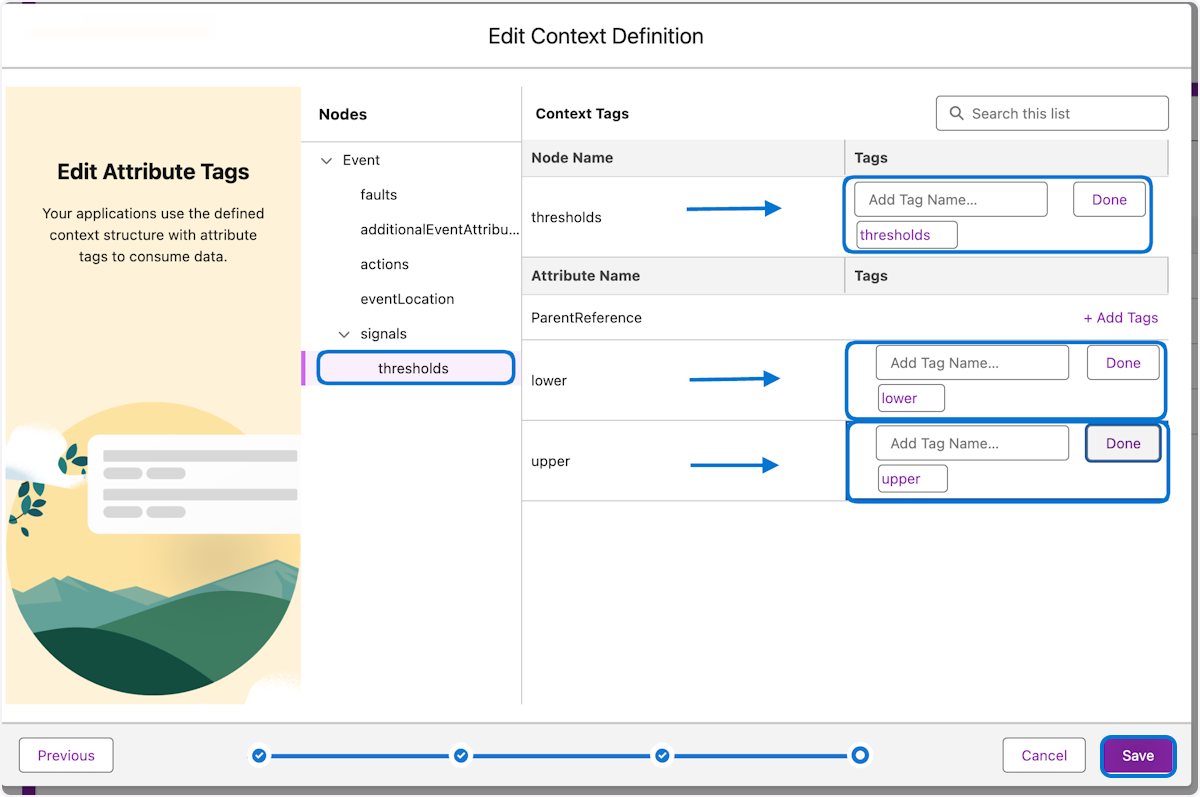 Edit Context Definition
Edit Attribute Tags
Your applications use the defined
context structure with attribute
tags to consume data.
Nodes
Event
faults
additionalEventAttribu...
actions
eventLocation
signals
thresholds
Context Tags
Search this list
Node Name
Tags
thresholds
Add Tag Name...
Done
thresholds
Attribute Name
Tags
ParentReference
+ Add Tags
lower
Add Tag Name...
Done
lower
upper
Add Tag Name...
Done
upper
Previous
Cancel
Save